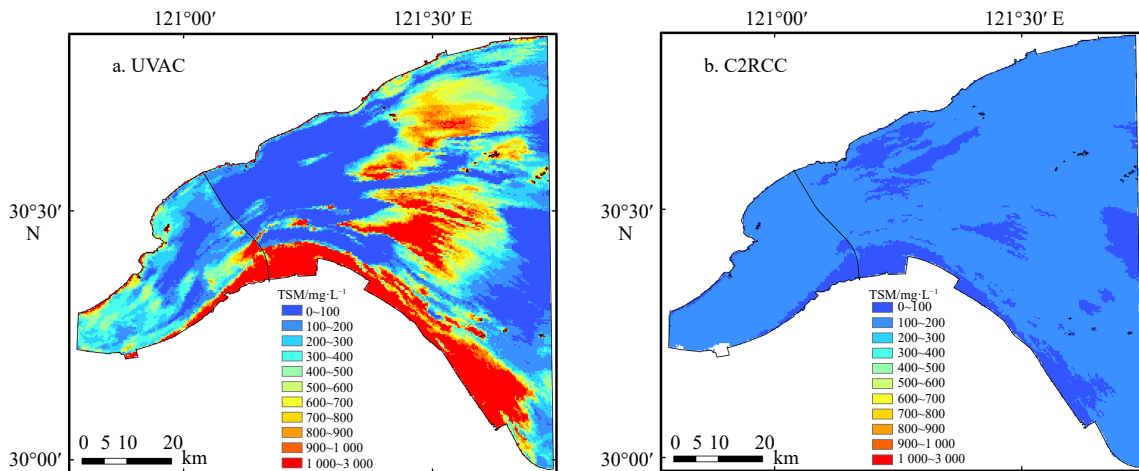 121°00′
121°30′ E
a. UVAC
30°30′
N
30°00′
TSM/mg·L⁻¹
0~100
100~200
200~300
300~400
400~500
500~600
600~700
700~800
800~900
900~1 000
1 000~3 000
0 5 10 20
km
121°00′
121°30′ E
b. C2RCC
30°30′
N
30°00′
TSM/mg·L⁻¹
0~100
100~200
200~300
300~400
400~500
500~600
600~700
700~800
800~900
900~1 000
1 000~3 000
0 5 10 20
km